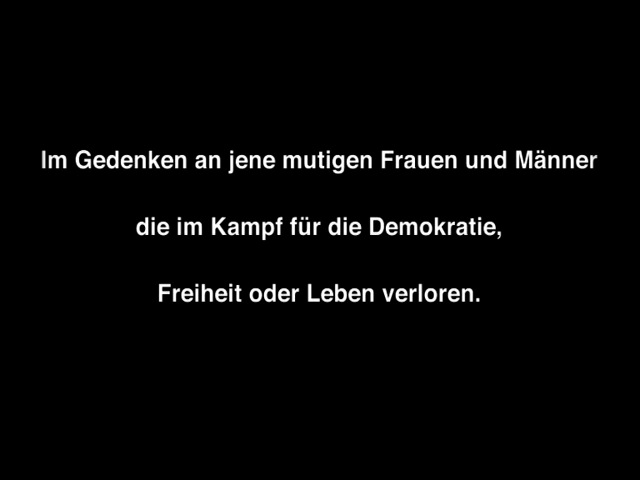 Im Gedenken an jene mutigen Frauen und Männer
die im Kampf für die Demokratie,
Freiheit oder Leben verloren.